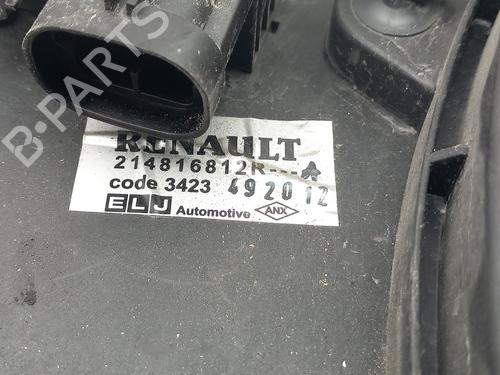 B-PARTS
RENAULT
214816812R---A
code 3423 492012
ELJ Automotive ANX